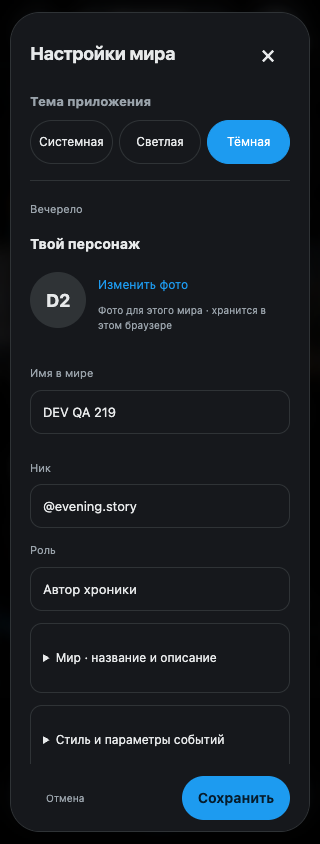 Настройки мира
Тема приложения
Системная
Светлая
Тёмная
Вечерело
Твой персонаж
D2
Изменить фото
Фото для этого мира · хранится в
этом браузере
Имя в мире
DEV QA 219
Ник
@evening.story
Роль
Автор хроники
Мир · название и описание
Стиль и параметры событий
Отмена
Сохранить